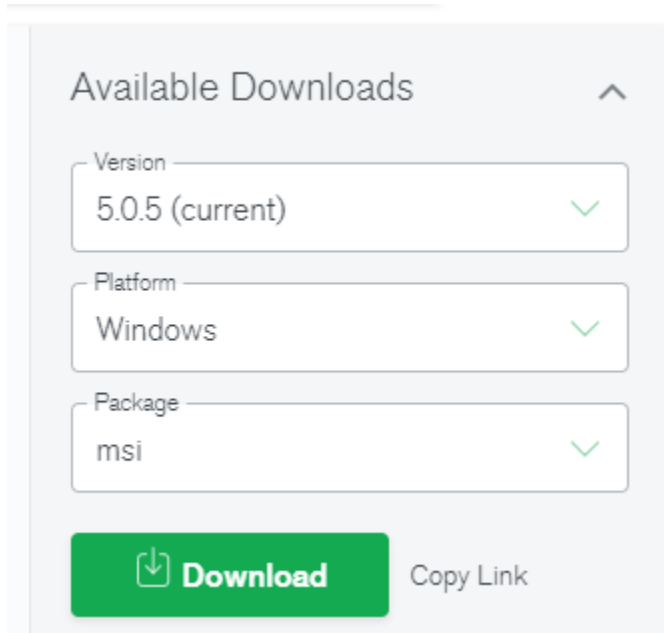 Available Downloads
Version
5.0.5 (current)
Platform
Windows
Package
msi
Download Copy Link